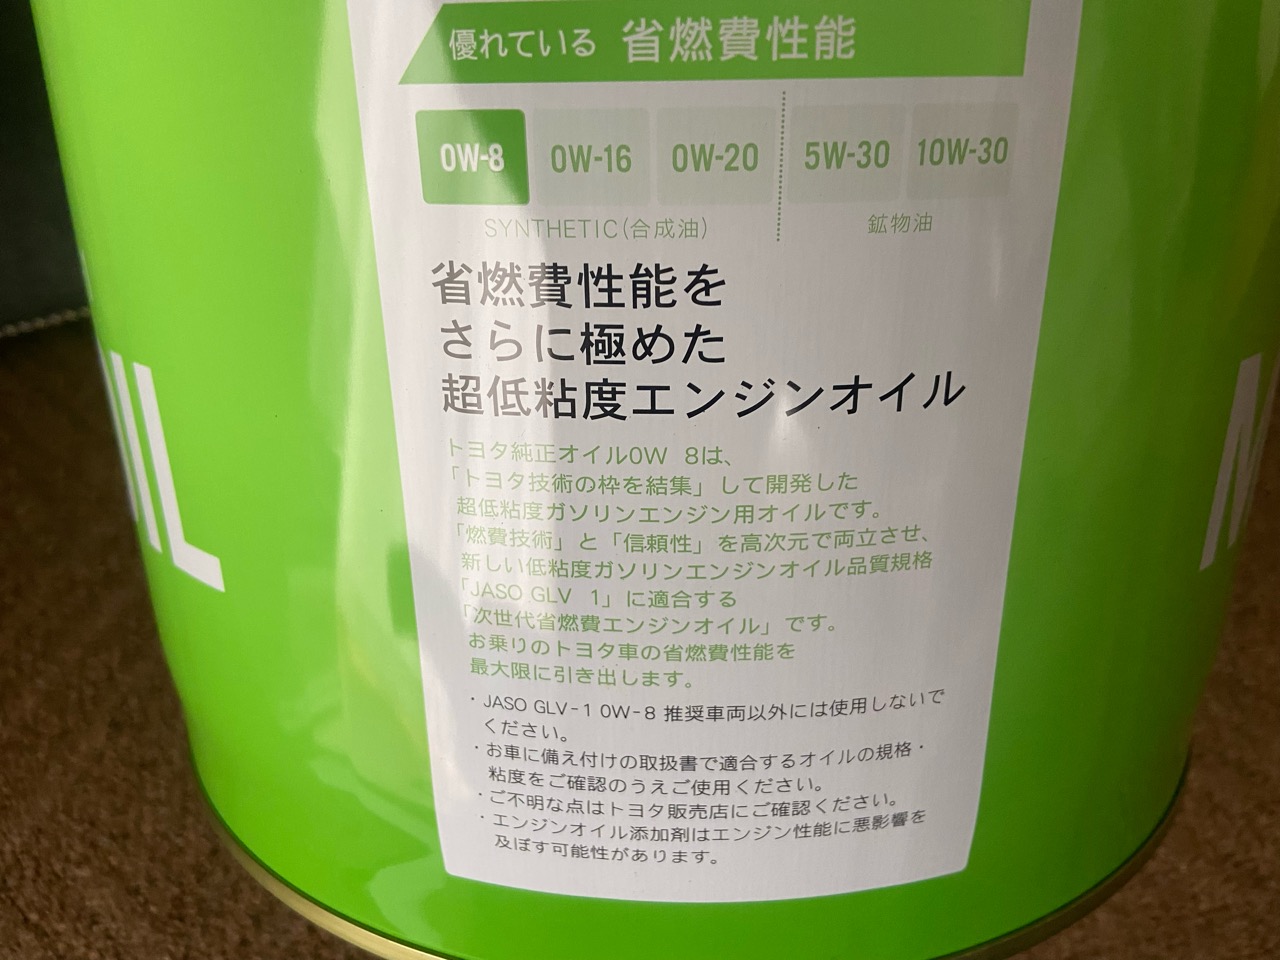 優れている 省燃費性能
0W-8 0W-16 0W-20 5W-30 10W-30
SYNTHETIC(合成油) 鉱物油
省燃費性能を
さらに極めた
超低粘度エンジンオイル
トヨタ純正オイル0W 8は、
「トヨタ技術の枠を結集」して開発した
超低粘度ガソリンエンジン用オイルです。
「燃費技術」と「信頼性」を高次元で両立させ、
新しい低粘度ガソリンエンジンオイル品質規格
「JASO GLV 1」に適合する
「次世代省燃費エンジンオイル」です。
お乗りのトヨタ車の省燃費性能を
最大限に引き出します。
・JASO GLV-1 0W-8 推奨車両以外には使用しないで
ください。
・お車に備え付けの取扱書で適合するオイルの規格・
粘度をご確認のうえご使用ください。
・ご不明な点はトヨタ販売店にご確認ください。
・エンジンオイル添加剤はエンジン性能に悪影響を
及ぼす可能性があります。
IL
M